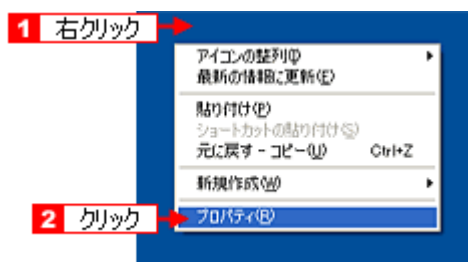 1 右クリック
アイコンの整列(I) 
最新の情報に更新(E)
貼り付け(P)
ショートカットの貼り付け(S)
元に戻す - コピー(U) Ctrl+Z
新規作成(W)
2 クリック
プロパティ(R)